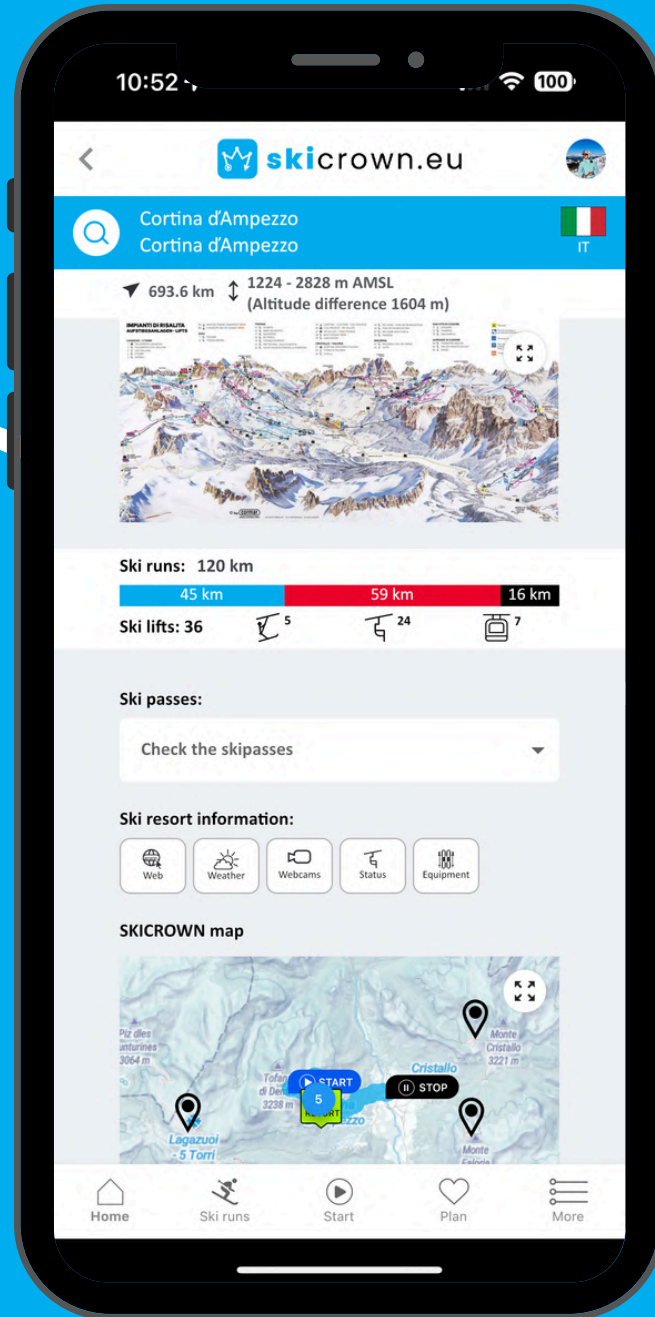 10:52
100
skicrown.eu
Cortina d'Ampezzo
Cortina d'Ampezzo
IT
693.6 km
1224 - 2828 m AMSL
(Altitude difference 1604 m)
IMPIANTI DI RISALITA
AUFSTIEGSANLAGEN - LIFTS
Ski runs: 120 km
45 km 59 km 16 km
Ski lifts: 36 5 24 7
Ski passes:
Check the skipasses
Ski resort information:
Web Weather Webcams Status Equipment
SKICROWN map
Piz dles
unturines
3064 m
Monte
Cristallo
3221 m
Cristallo
Tofan
di De
3238 m
START
STOP
5
Lagazuoi
- 5 Torri
Monte
Home Ski runs Start Plan More